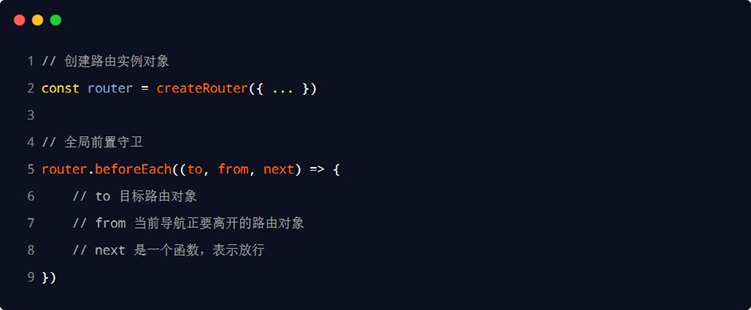 1 // 创建路由实例对象
2 const router = createRouter({ ... })
3
4 // 全局前置守卫
5 router.beforeEach((to, from, next) => {
6     // to 目标路由对象
7     // from 当前导航正要离开的路由对象
8     // next 是一个函数，表示放行
9 })